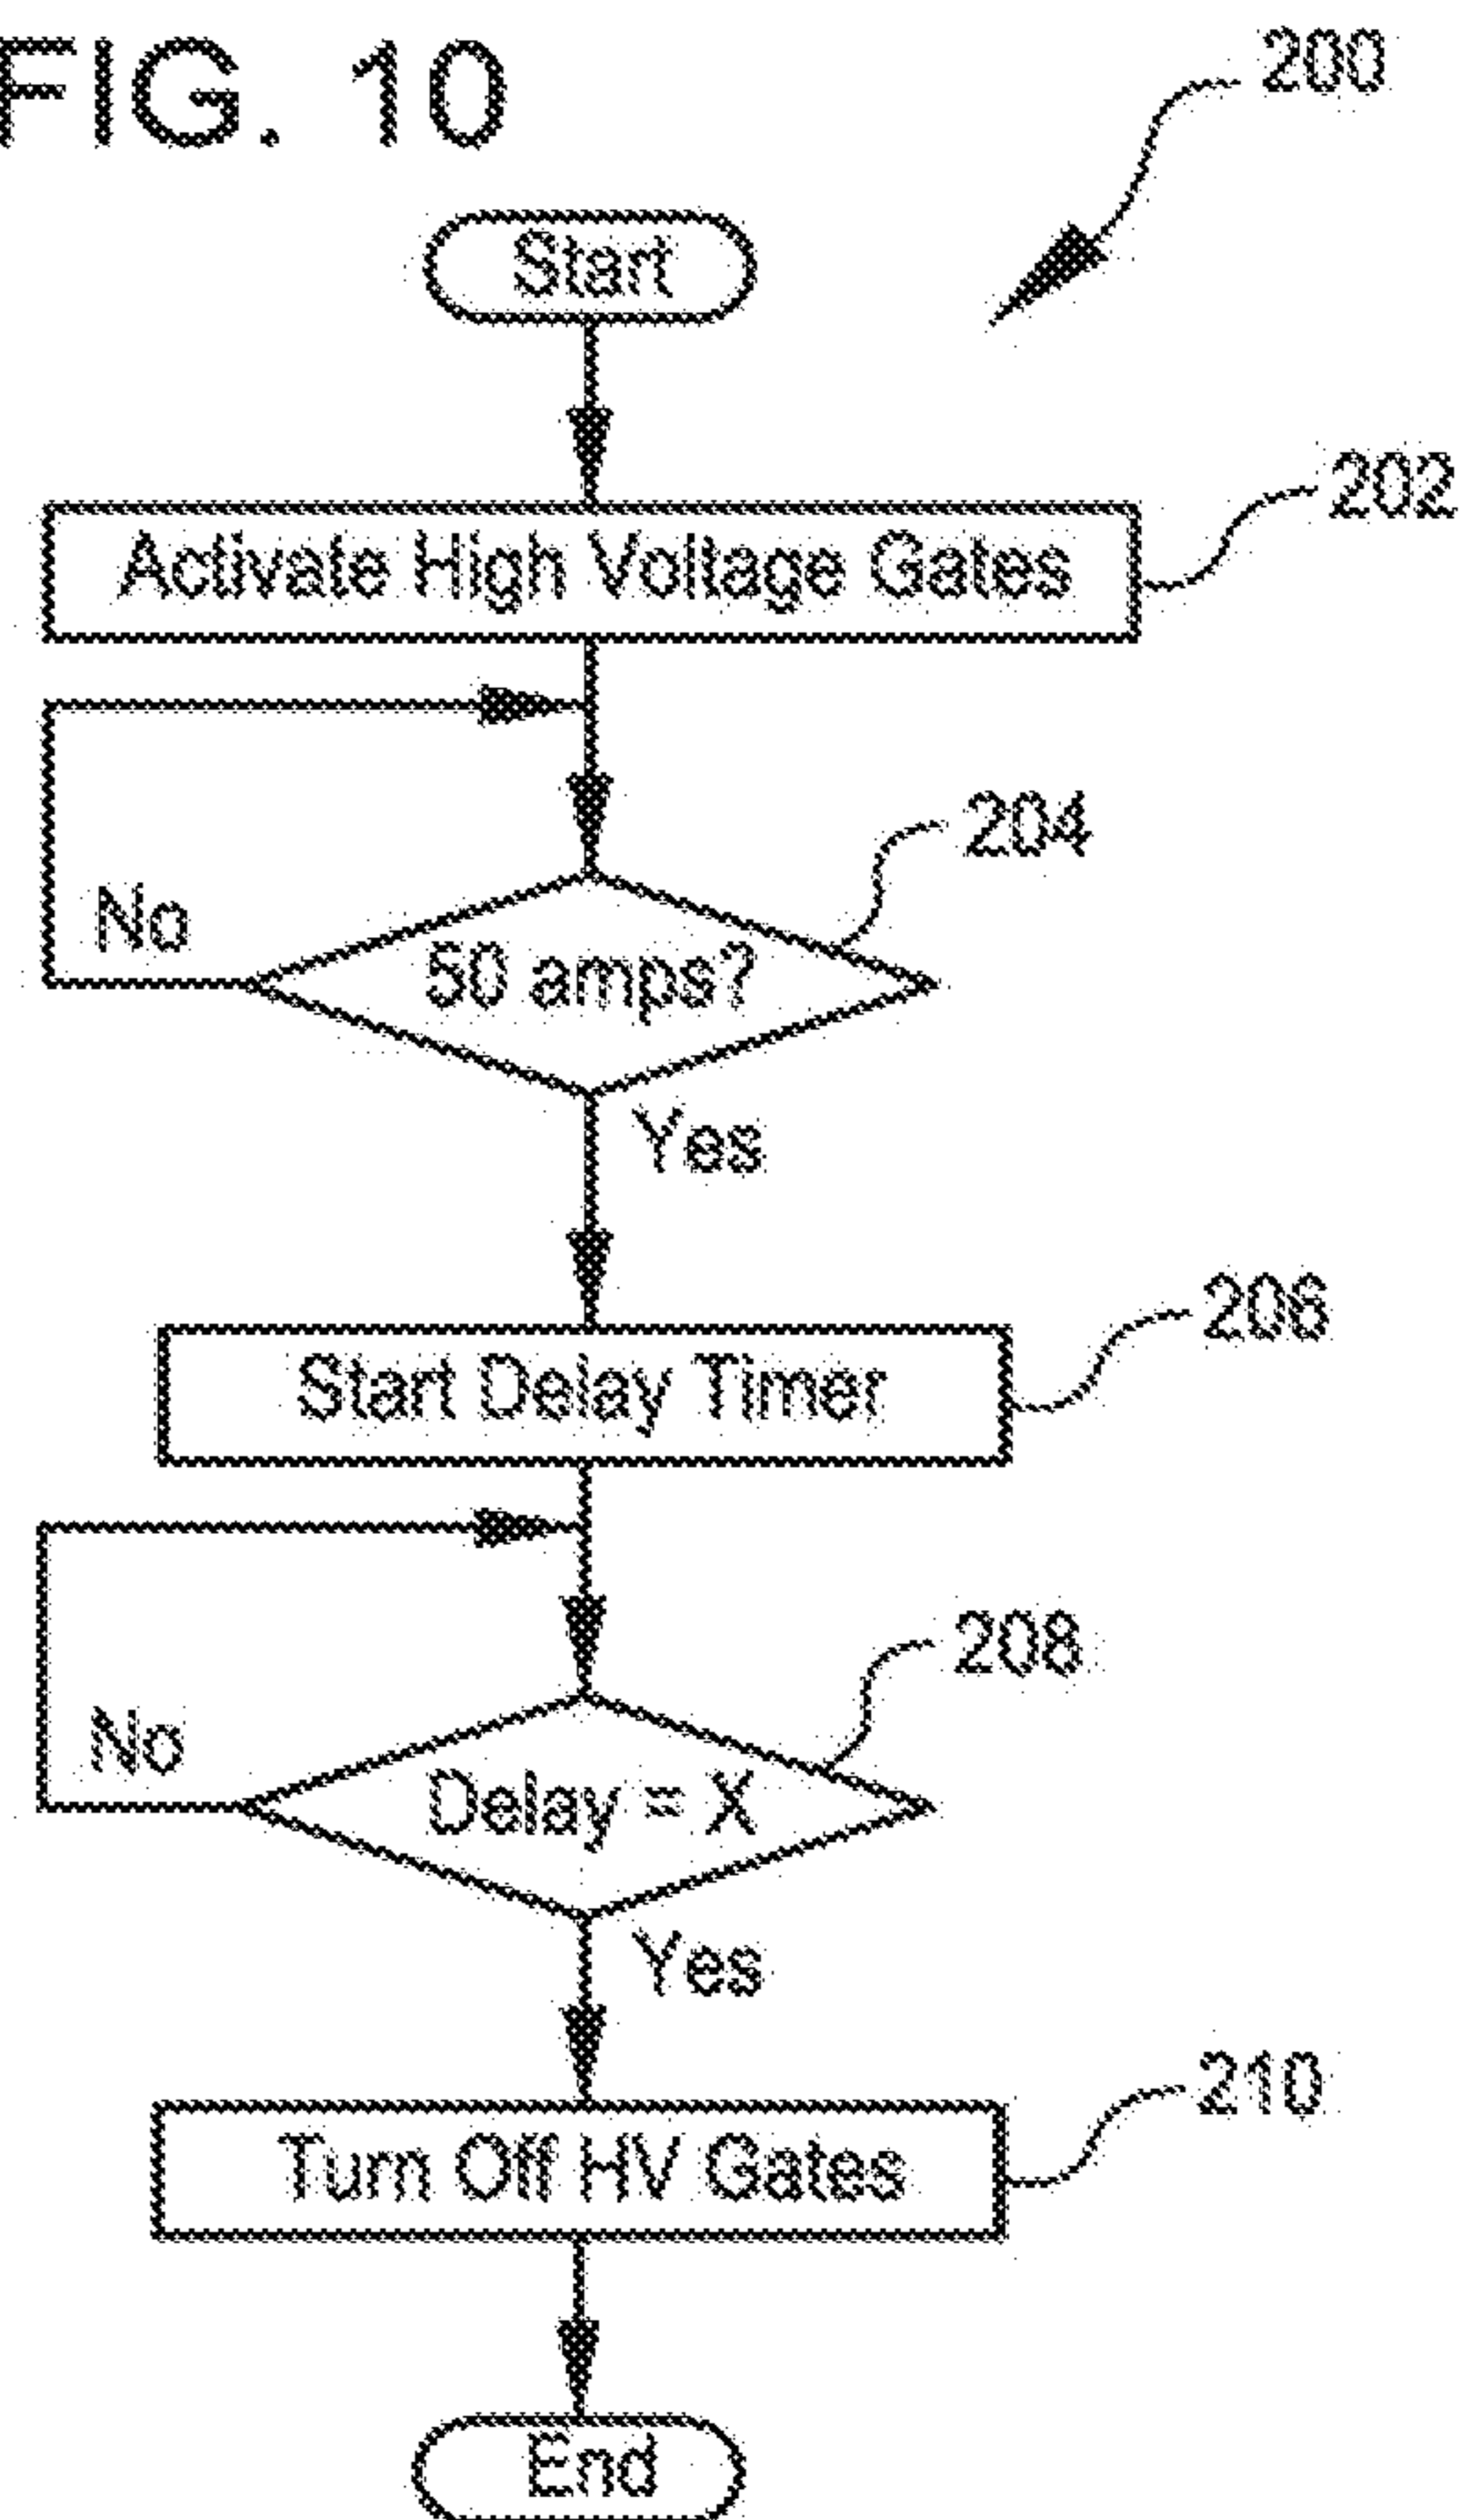 FIG. 10
200
Start
Activate High Voltage Gates
202
204
No
50 amps?
Yes
206
Start Delay Timer
208
No
Delay = X
Yes
210
Turn Off HV Gates
End